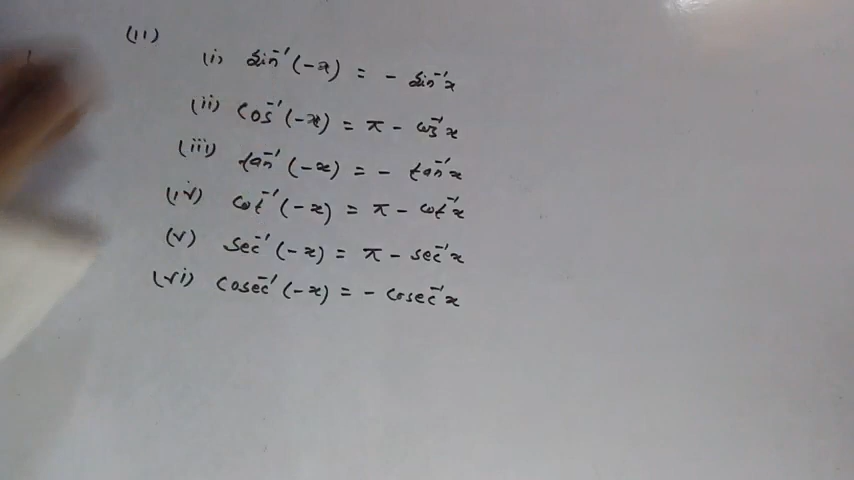 (11)
(i) sin⁻¹(-x) = - sin⁻¹x
(ii) cos⁻¹(-x) = π - cos⁻¹x
(iii) tan⁻¹(-x) = - tan⁻¹x
(iv) cot⁻¹(-x) = π - cot⁻¹x
(v) sec⁻¹(-x) = π - sec⁻¹x
(vi) cosec⁻¹(-x) = - cosec⁻¹x